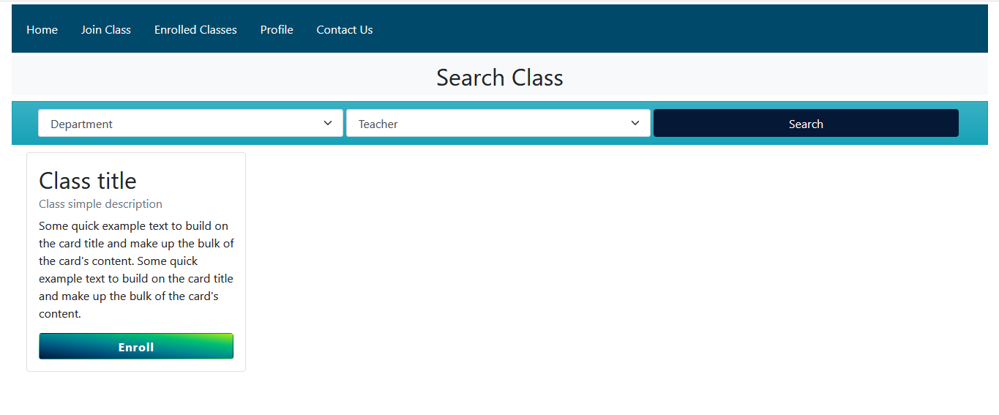 Home Join Class Enrolled Classes Profile Contact Us
Search Class
Department Teacher Search
Class title
Class simple description
Some quick example text to build on
the card title and make up the bulk of
the card's content. Some quick
example text to build on the card title
and make up the bulk of the card's
content.
Enroll